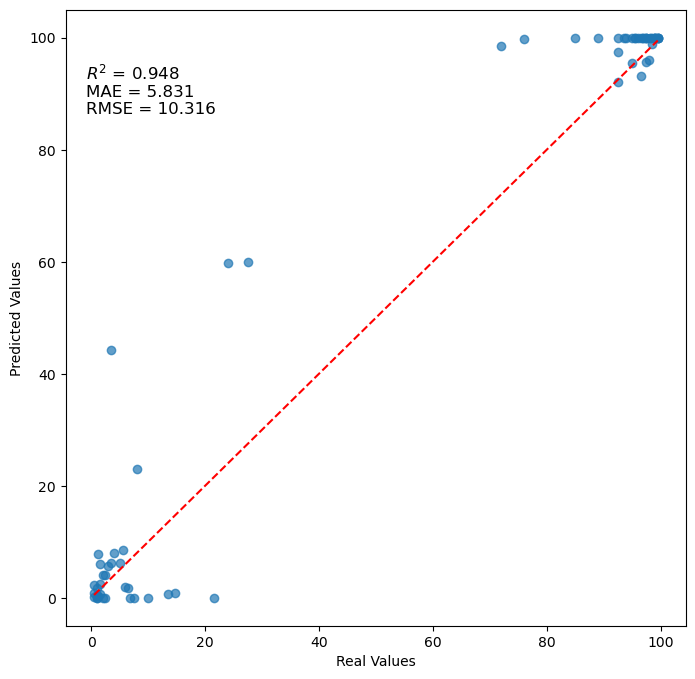 100
80
60
40
20
0
Predicted Values
R² = 0.948
MAE = 5.831
RMSE = 10.316
0 20 40 60 80 100
Real Values